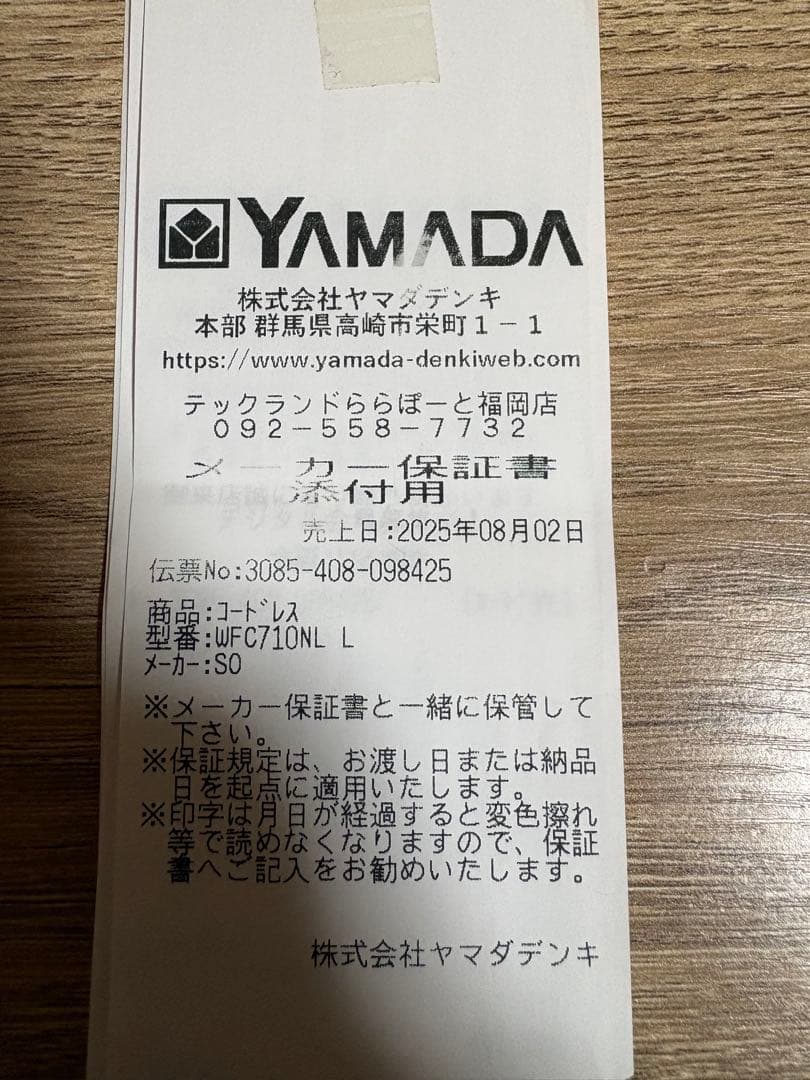 YAMADA
株式会社ヤマダデンキ
本部 群馬県高崎市栄町１－１
https://www.yamada-denkiweb.com
テックランドららぽーと福岡店
０９２－５５８－７７３２
メーカー保証書
添付用
売上日:2025年08月02日
伝票No:3085-408-098425
商品:ｺｰﾄﾞﾚｽ
型番:WFC710NL L
ﾒｰｶｰ:SO
※メーカー保証書と一緒に保管して
下さい。
※保証規定は、お渡し日または納品
日を起点に適用いたします。
※印字は月日が経過すると変色擦れ
等で読めなくなりますので、保証
書へご記入をお勧めいたします。
株式会社ヤマダデンキ